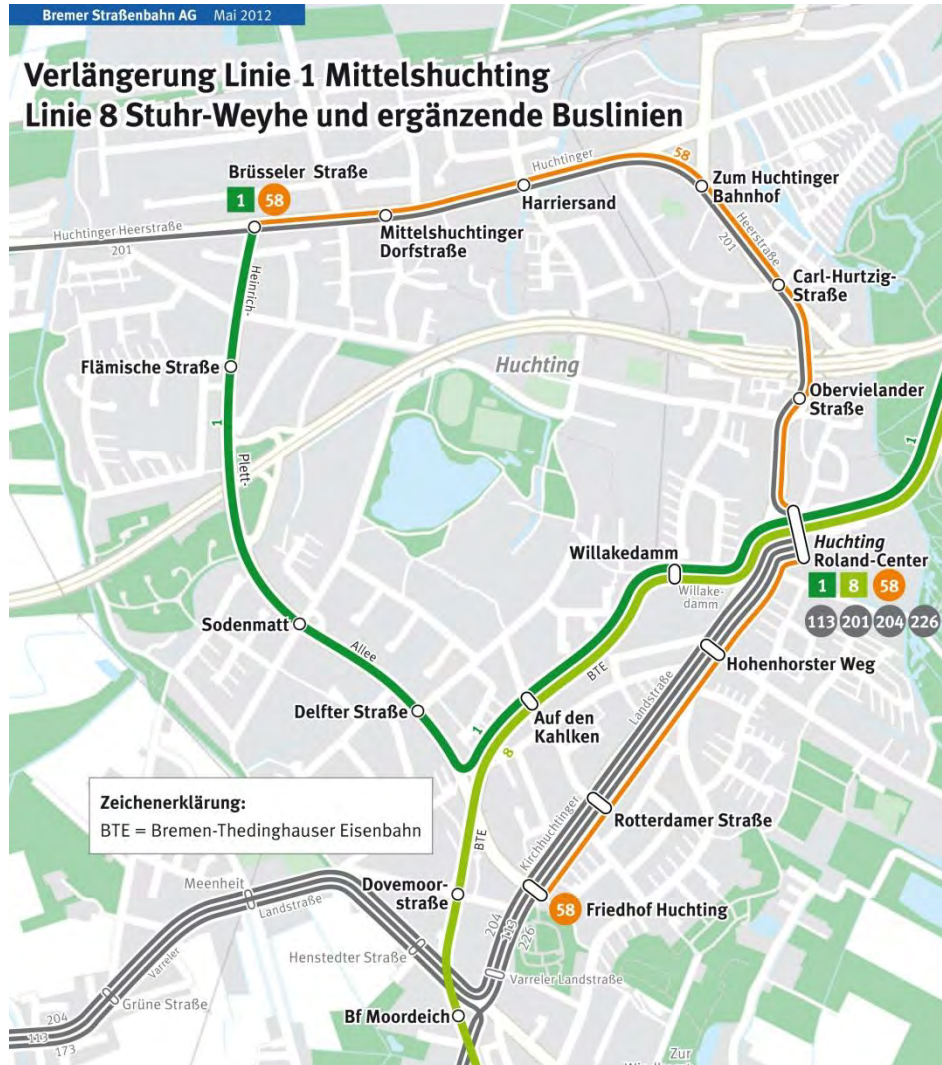 Bremer Straßenbahn AG Mai 2012
Verlängerung Linie 1 Mittelshuchting
Linie 8 Stuhr-Weyhe und ergänzende Buslinien
Brüsseler Straße
1 58
Huchtinger
58
Zum Huchtinger
Bahnhof
Harriersand
Mittelshuchtinger
Dorfstraße
Huchtinger Heerstraße
201
201
Heerstraße
Heinrich-
Carl-Hurtzig-
Straße
Flämische Straße
Huchting
Obervielander
Straße
1
1
Plett-
Willakedamm
Huchting
Roland-Center
Willake-
damm
1 8 58
113 201 204 226
Sodenmatt
Allee
BTE
Landstraße
Hohenhorster Weg
Delfter Straße
1
8
Auf den
Kahlken
Zeichenerklärung:
BTE = Bremen-Thedinghauser Eisenbahn
BTE
Kirchhuchtinger
Rotterdamer Straße
Dovemoor-
straße
Meenheit
Landstraße
58 Friedhof Huchting
204
113
226
Varreler
Henstedter Straße
Varreler Landstraße
Grüne Straße
Bf Moordeich
204
113
173
Zur